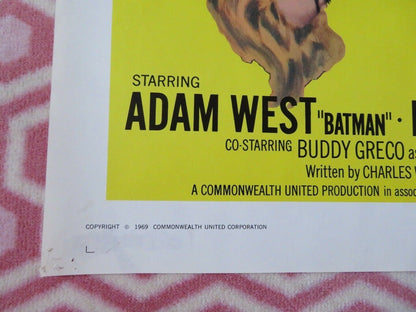 STARRING
ADAM WEST "BATMAN" ·
CO-STARRING BUDDY GRECO as
Written by CHARLES
A COMMONWEALTH UNITED PRODUCTION in assoc
COPYRIGHT © 1969 COMMONWEALTH UNITED CORPORATION
L